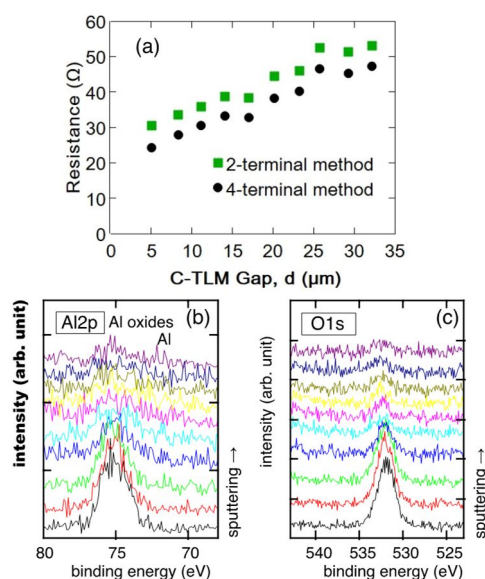 (a)
Resistance (Ω)
60
50
40
30
20
10
0
2-terminal method
4-terminal method
0 5 10 15 20 25 30 35
C-TLM Gap, d (μm)
(b)
Al2p
Al oxides
Al
intensity (arb. unit)
sputtering →
80 75 70
binding energy (eV)
(c)
O1s
intensity (arb. unit)
sputtering →
540 530 525
binding energy (eV)